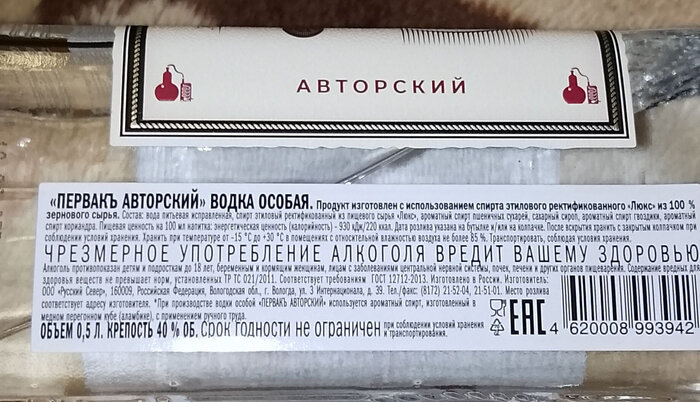 АВТОРСКИЙ
«ПЕРВАКЪ АВТОРСКИЙ» ВОДКА ОСОБАЯ. Продукт изготовлен с использованием спирта этилового ректификованного «Люкс» из 100 %
зернового сырья. Состав: вода питьевая исправленная, спирт этиловый ректификованный из пищевого сырья «Люкс», ароматный спирт пшеничных сухарей, сахарный сироп, ароматный спирт гвоздики, ароматный
спирт кориандра. Пищевая ценность на 100 мл напитка: энергетическая ценность (калорийность) - 930 кДж/220 ккал. Дата розлива указана на бутылке и/или на колпачке. После вскрытия хранить с закрытым колпачком при
соблюдении условий хранения. Хранить при температуре от -15 °C до +30 °C в помещениях с относительной влажностью воздуха не более 85 %. Транспортировать, соблюдая условия хранения.
ЧРЕЗМЕРНОЕ УПОТРЕБЛЕНИЕ АЛКОГОЛЯ ВРЕДИТ ВАШЕМУ ЗДОРОВЬЮ
Алкоголь противопоказан детям и подросткам до 18 лет, беременным и кормящим женщинам, лицам с заболеваниями центральной нервной системы, почек, печени и других органов пищеварения. Содержание вредных для
здоровья веществ не превышает норм, установленных ТР ТС 021/2011. Соответствует требованиям ГОСТ 12712-2013. Изготовитель
ООО «Русский Север», 160009, Российская Федерация, Вологодская обл., г. Вологда, ул. 3 Интернационала, д. 39. Тел./факс: (8172) 21-52-04, 21-51-01. Место розлива
соответствует адресу изготовителя. *При производстве водки особой «ПЕРВАКЪ АВТОРСКИЙ» используется ароматный спирт, изготовленный в
медном перегонном кубе (аламбике), с применением ручного труда.
ОБЪЕМ 0,5 Л. КРЕПОСТЬ 40 % ОБ. Срок годности не ограничен при соблюдении условий хранения
и транспортирования.
EAC
4 620008 993942